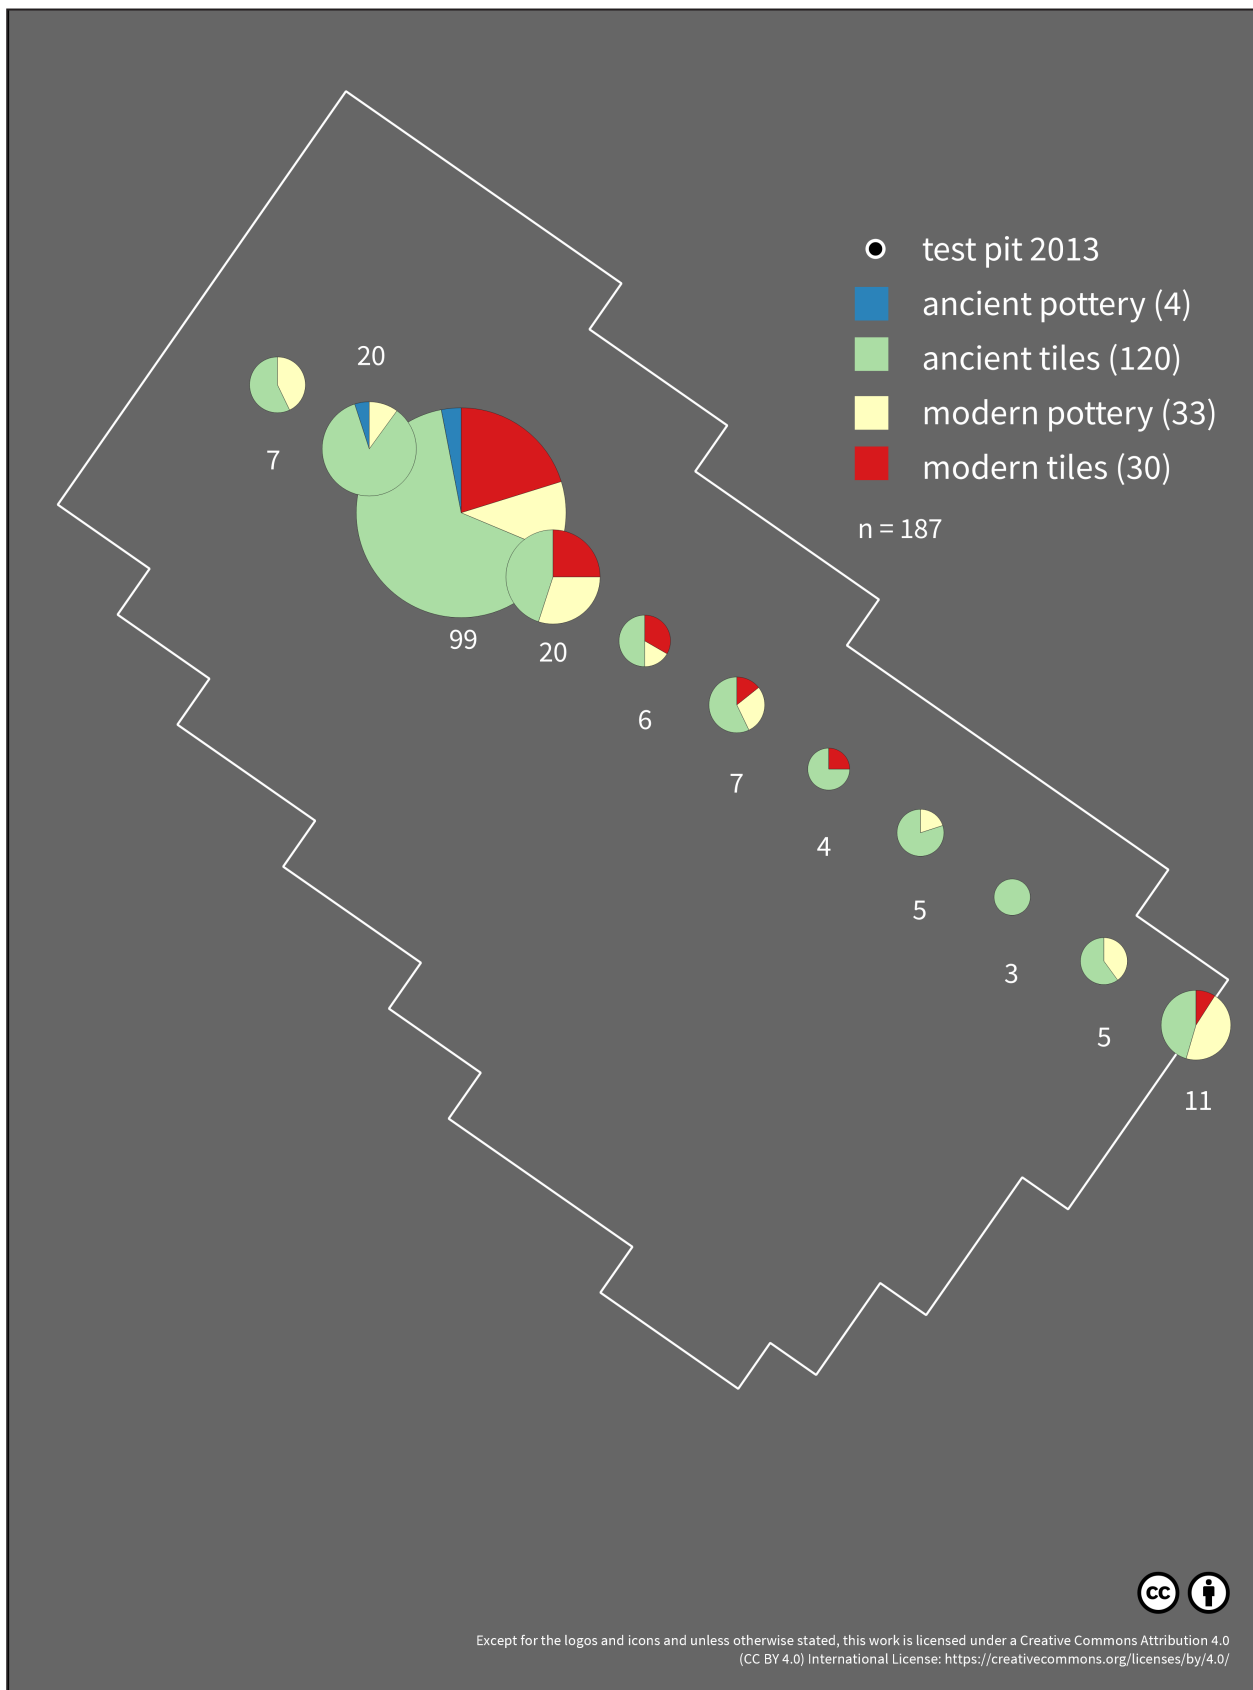 test pit 2013
ancient pottery (4)
ancient tiles (120)
modern pottery (33)
modern tiles (30)
n = 187
20
7
99
20
6
7
4
5
3
5
11
cc
Except for the logos and icons and unless otherwise stated, this work is licensed under a Creative Commons Attribution 4.0
(CC BY 4.0) International License: https://creativecommons.org/licenses/by/4.0/